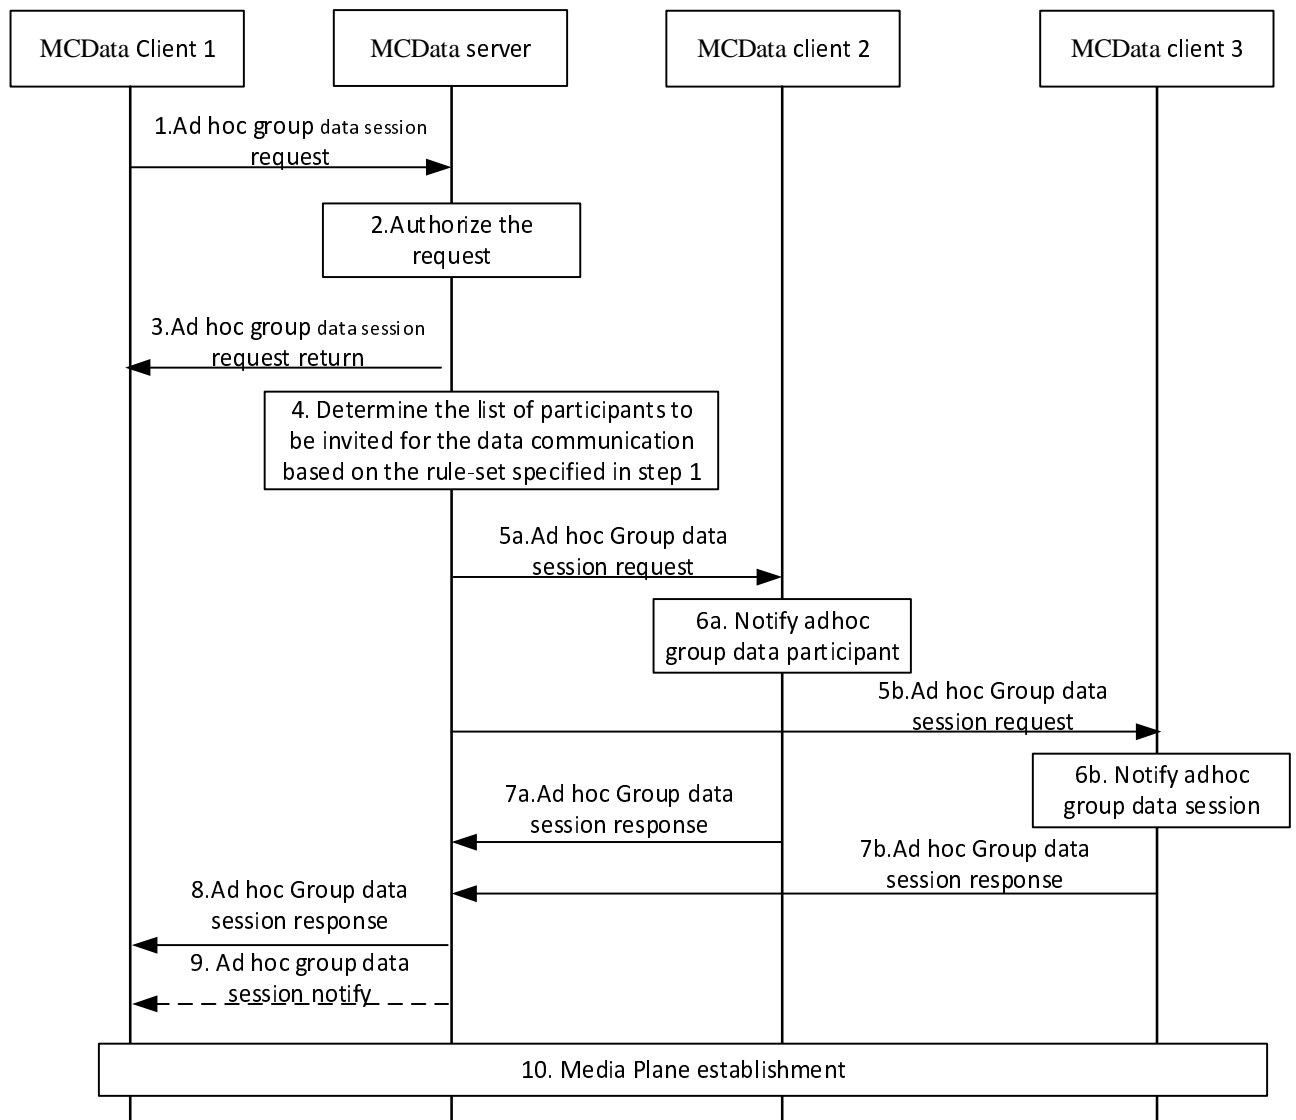 MCData Client 1
MCData server
MCData client 2
MCData client 3
1.Ad hoc group data session
request
2.Authorize the
request
3.Ad hoc group data session
request return
4. Determine the list of participants to
be invited for the data communication
based on the rule-set specified in step 1
5a.Ad hoc Group data
session request
6a. Notify adhoc
group data participant
5b.Ad hoc Group data
session request
6b. Notify adhoc
group data session
7a.Ad hoc Group data
session response
7b.Ad hoc Group data
session response
8.Ad hoc Group data
session response
9. Ad hoc group data
session notify
10. Media Plane establishment